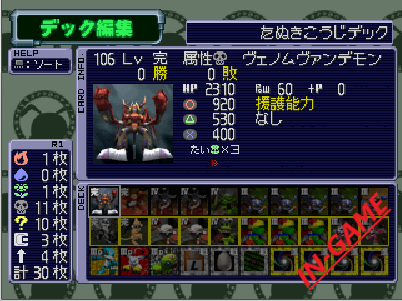 デック編集
たぬきこうじデック
HELP
:ソート
CARD INFO
106 Lv 完 属性 ヴェノムヴァンデモン
0 勝 0 敗
HP 2310 Rw 60 +P 0
○ 920 援護能力
△ 530 なし
× 400
たい ×3
R1
1枚
0枚
1枚
11枚
? 10枚
3枚
4枚
計 30枚
DECK
IN-GAME